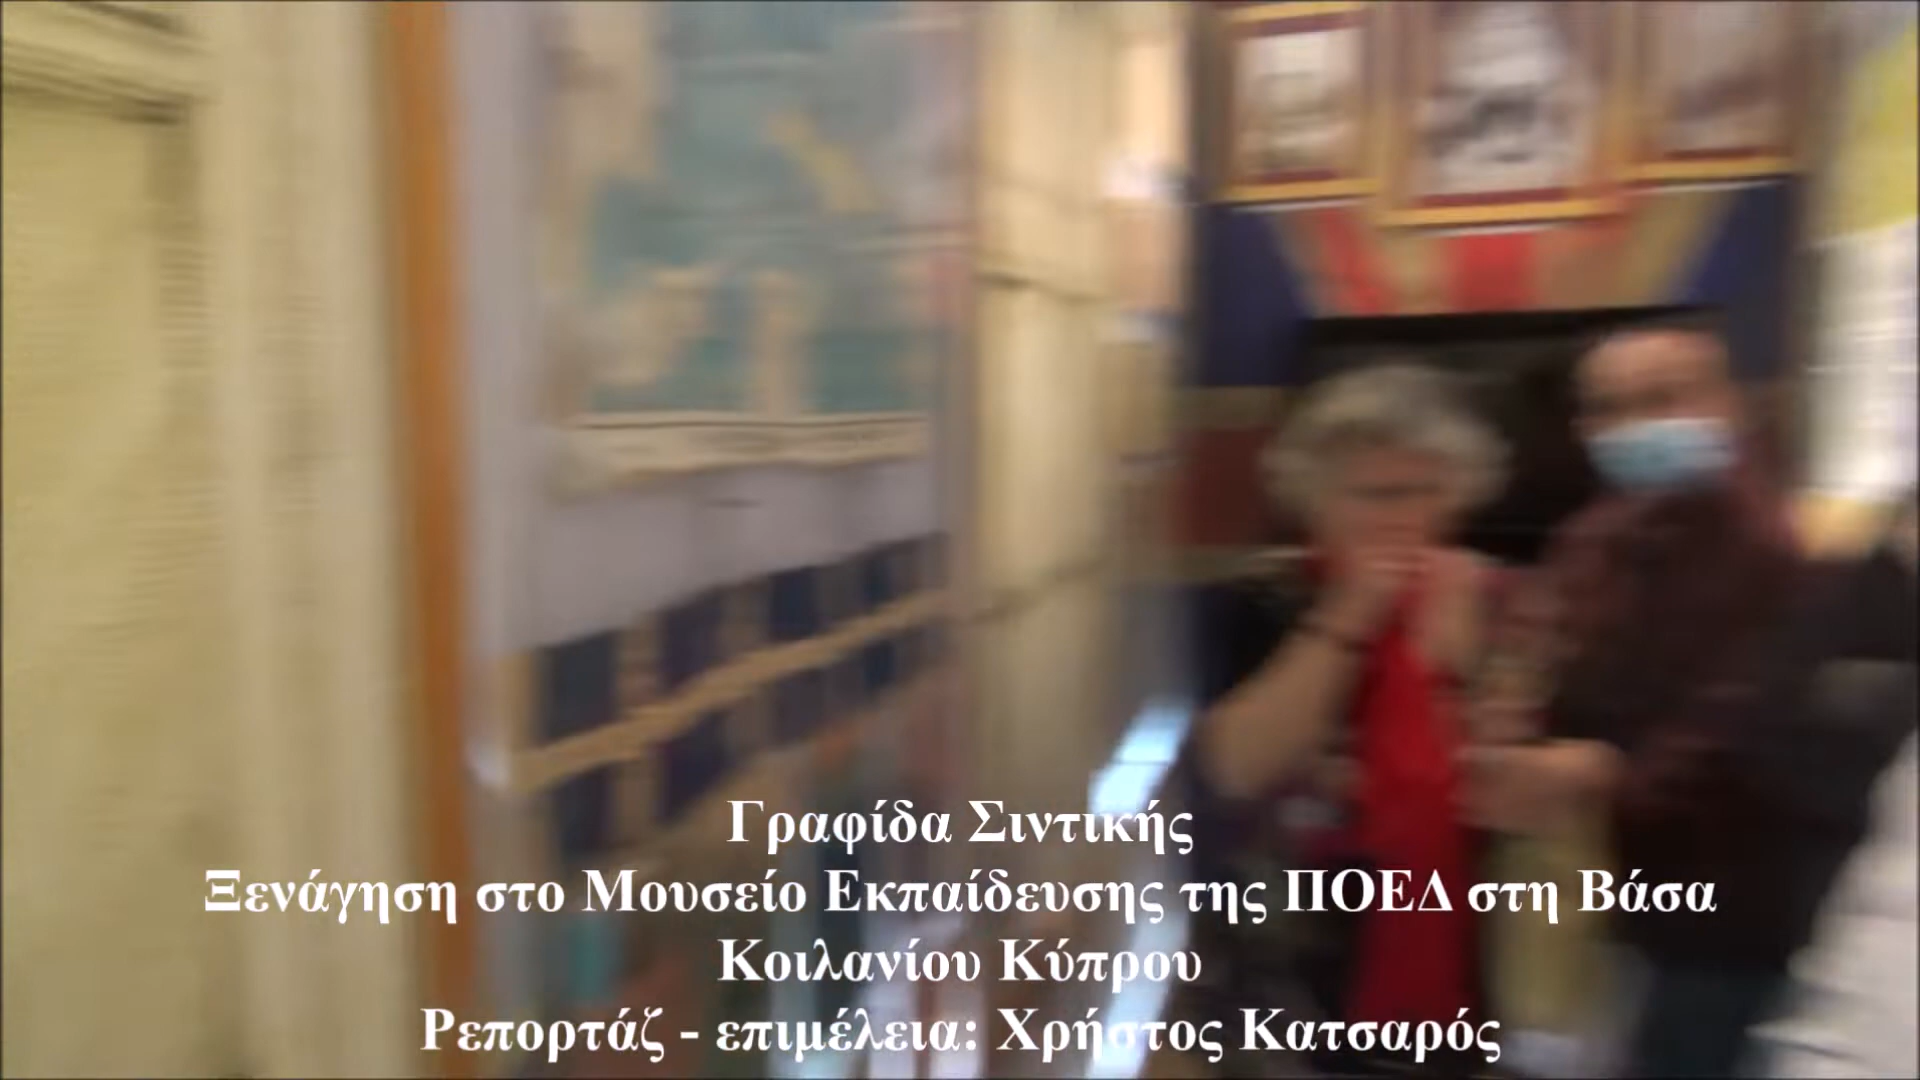 Γραφίδα Σιντικής
Ξενάγηση στο Μουσείο Εκπαίδευσης της ΠΟΕΔ στη Βάσα
Κοιλανίου Κύπρου
Ρεπορτάζ - επιμέλεια: Χρήστος Κατσαρός